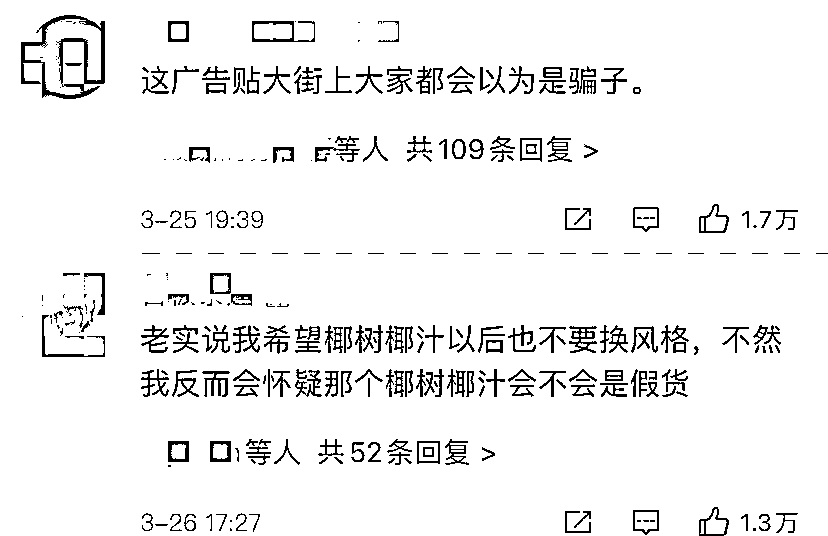 这广告贴大街上大家都会以为是骗子。
等人 共109条回复 >
3-25 19:39
1.7万
老实说我希望椰树椰汁以后也不要换风格，不然
我反而会怀疑那个椰树椰汁会不会是假货
等人 共52条回复 >
3-26 17:27
1.3万